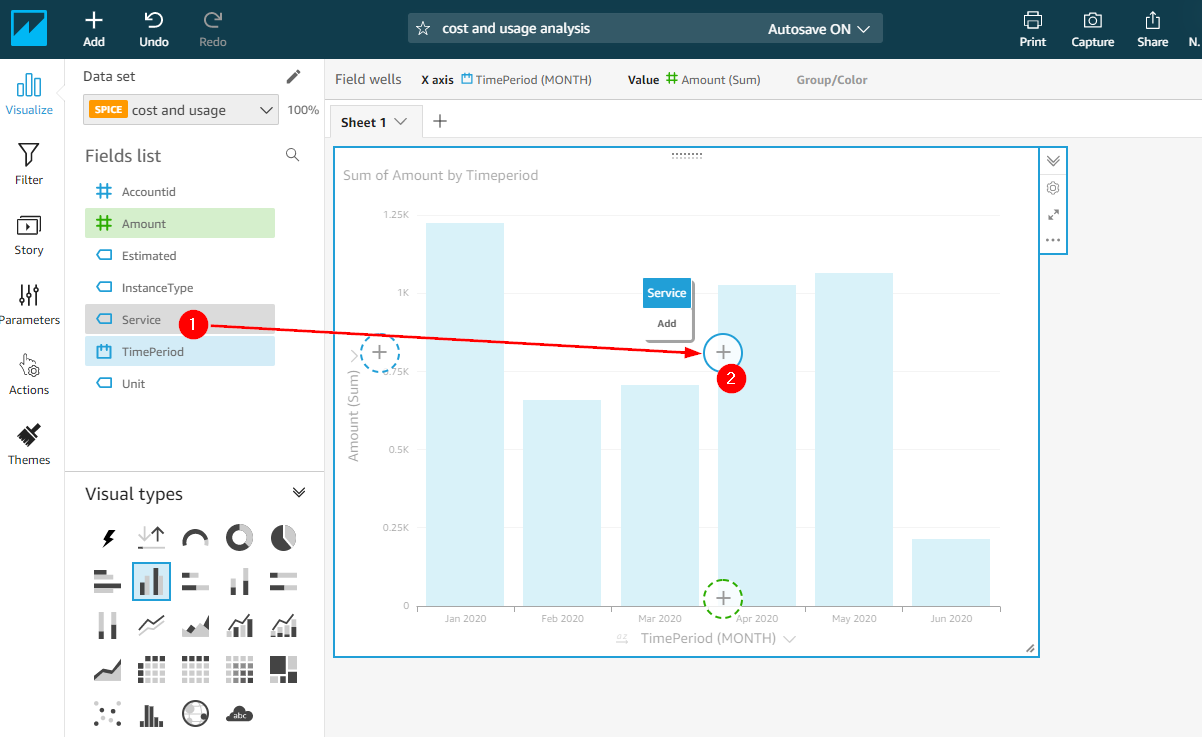 Add
Undo
Redo
cost and usage analysis
Autosave ON
Print
Capture
Share
N.
Visualize
Filter
Story
Parameters
Actions
Themes
Data set
SPICE cost and usage
100%
Fields list
Accountid
Amount
Estimated
InstanceType
Service
1
TimePeriod
Unit
Visual types
abc
Field wells
X axis TimePeriod (MONTH)
Value Amount (Sum)
Group/Color
Sheet 1
Sum of Amount by Timeperiod
Amount (Sum)
1.25K
1K
0.75K
0.5K
0.25K
0
Service
Add
2
Jan 2020
Feb 2020
Mar 2020
Apr 2020
May 2020
Jun 2020
TimePeriod (MONTH)